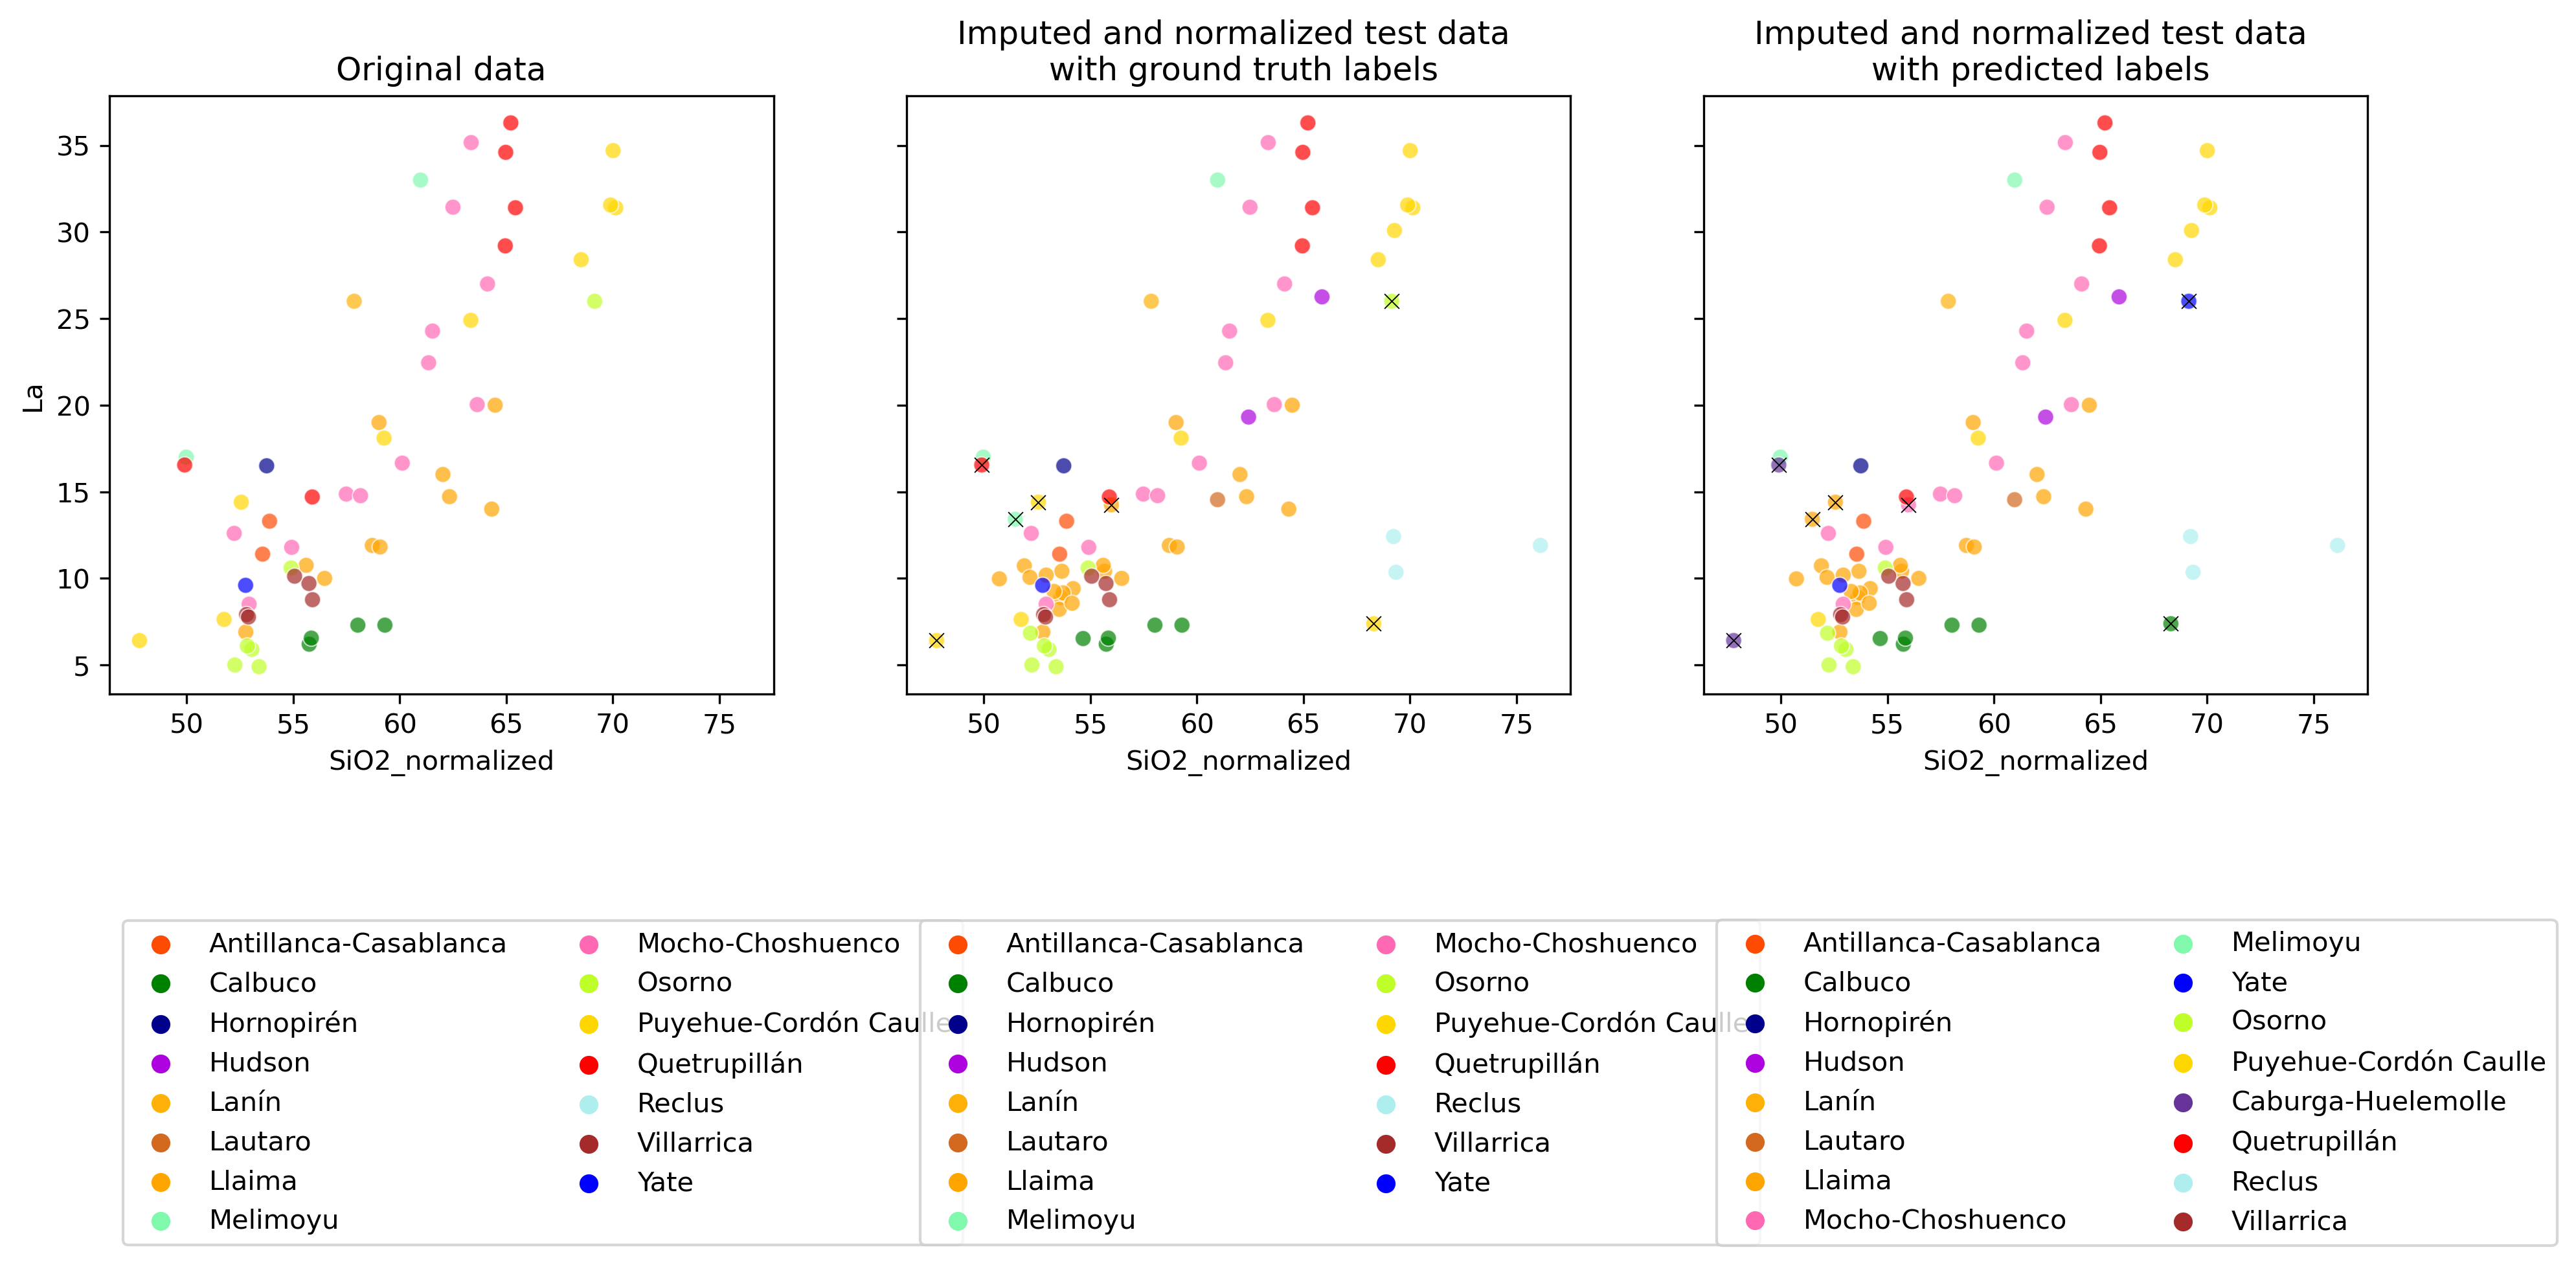 Original data
Imputed and normalized test data
with ground truth labels
Imputed and normalized test data
with predicted labels
La
35
30
25
20
15
10
5
50 55 60 65 70 75
50 55 60 65 70 75
50 55 60 65 70 75
SiO2_normalized
SiO2_normalized
SiO2_normalized
Antillanca-Casablanca
Calbuco
Hornopirén
Hudson
Lanín
Lautaro
Llaima
Melimoyu
Mocho-Choshuenco
Osorno
Puyehue-Cordón Caulle
Quetrupillán
Reclus
Villarrica
Yate
Antillanca-Casablanca
Calbuco
Hornopirén
Hudson
Lanín
Lautaro
Llaima
Melimoyu
Mocho-Choshuenco
Osorno
Puyehue-Cordón Caulle
Quetrupillán
Reclus
Villarrica
Yate
Antillanca-Casablanca
Calbuco
Hornopirén
Hudson
Lanín
Lautaro
Llaima
Mocho-Choshuenco
Melimoyu
Yate
Osorno
Puyehue-Cordón Caulle
Caburga-Huelemolle
Quetrupillán
Reclus
Villarrica